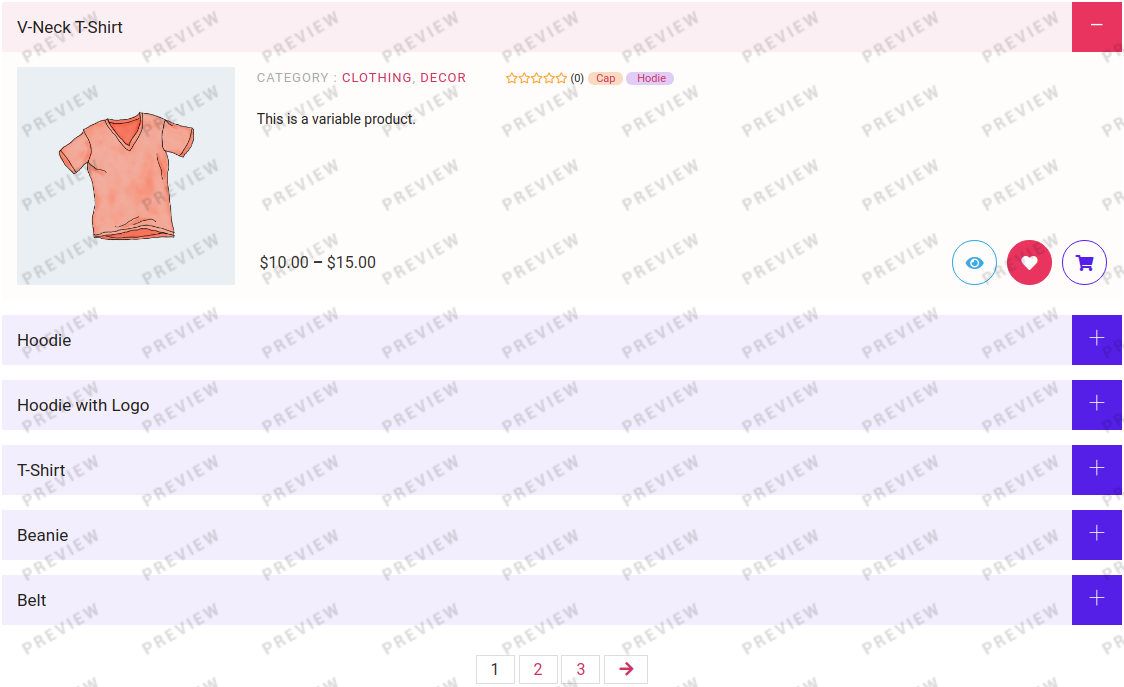 V-Neck T-Shirt
CATEGORY : CLOTHING, DECOR (0) Cap Hodie
This is a variable product.
$10.00 – $15.00
Hoodie
Hoodie with Logo
T-Shirt
Beanie
Belt
1 2 3
PREVIEW